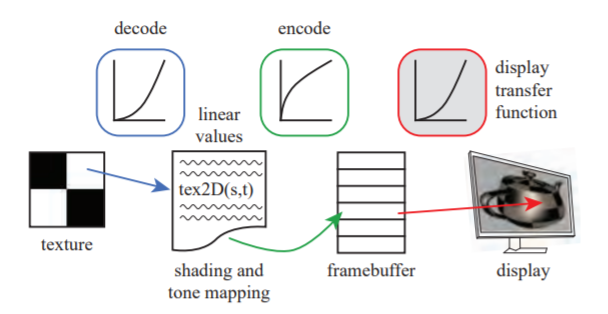 decode
encode
display
transfer
function
linear
values
tex2D(s,t)
texture
shading and
tone mapping
framebuffer
display